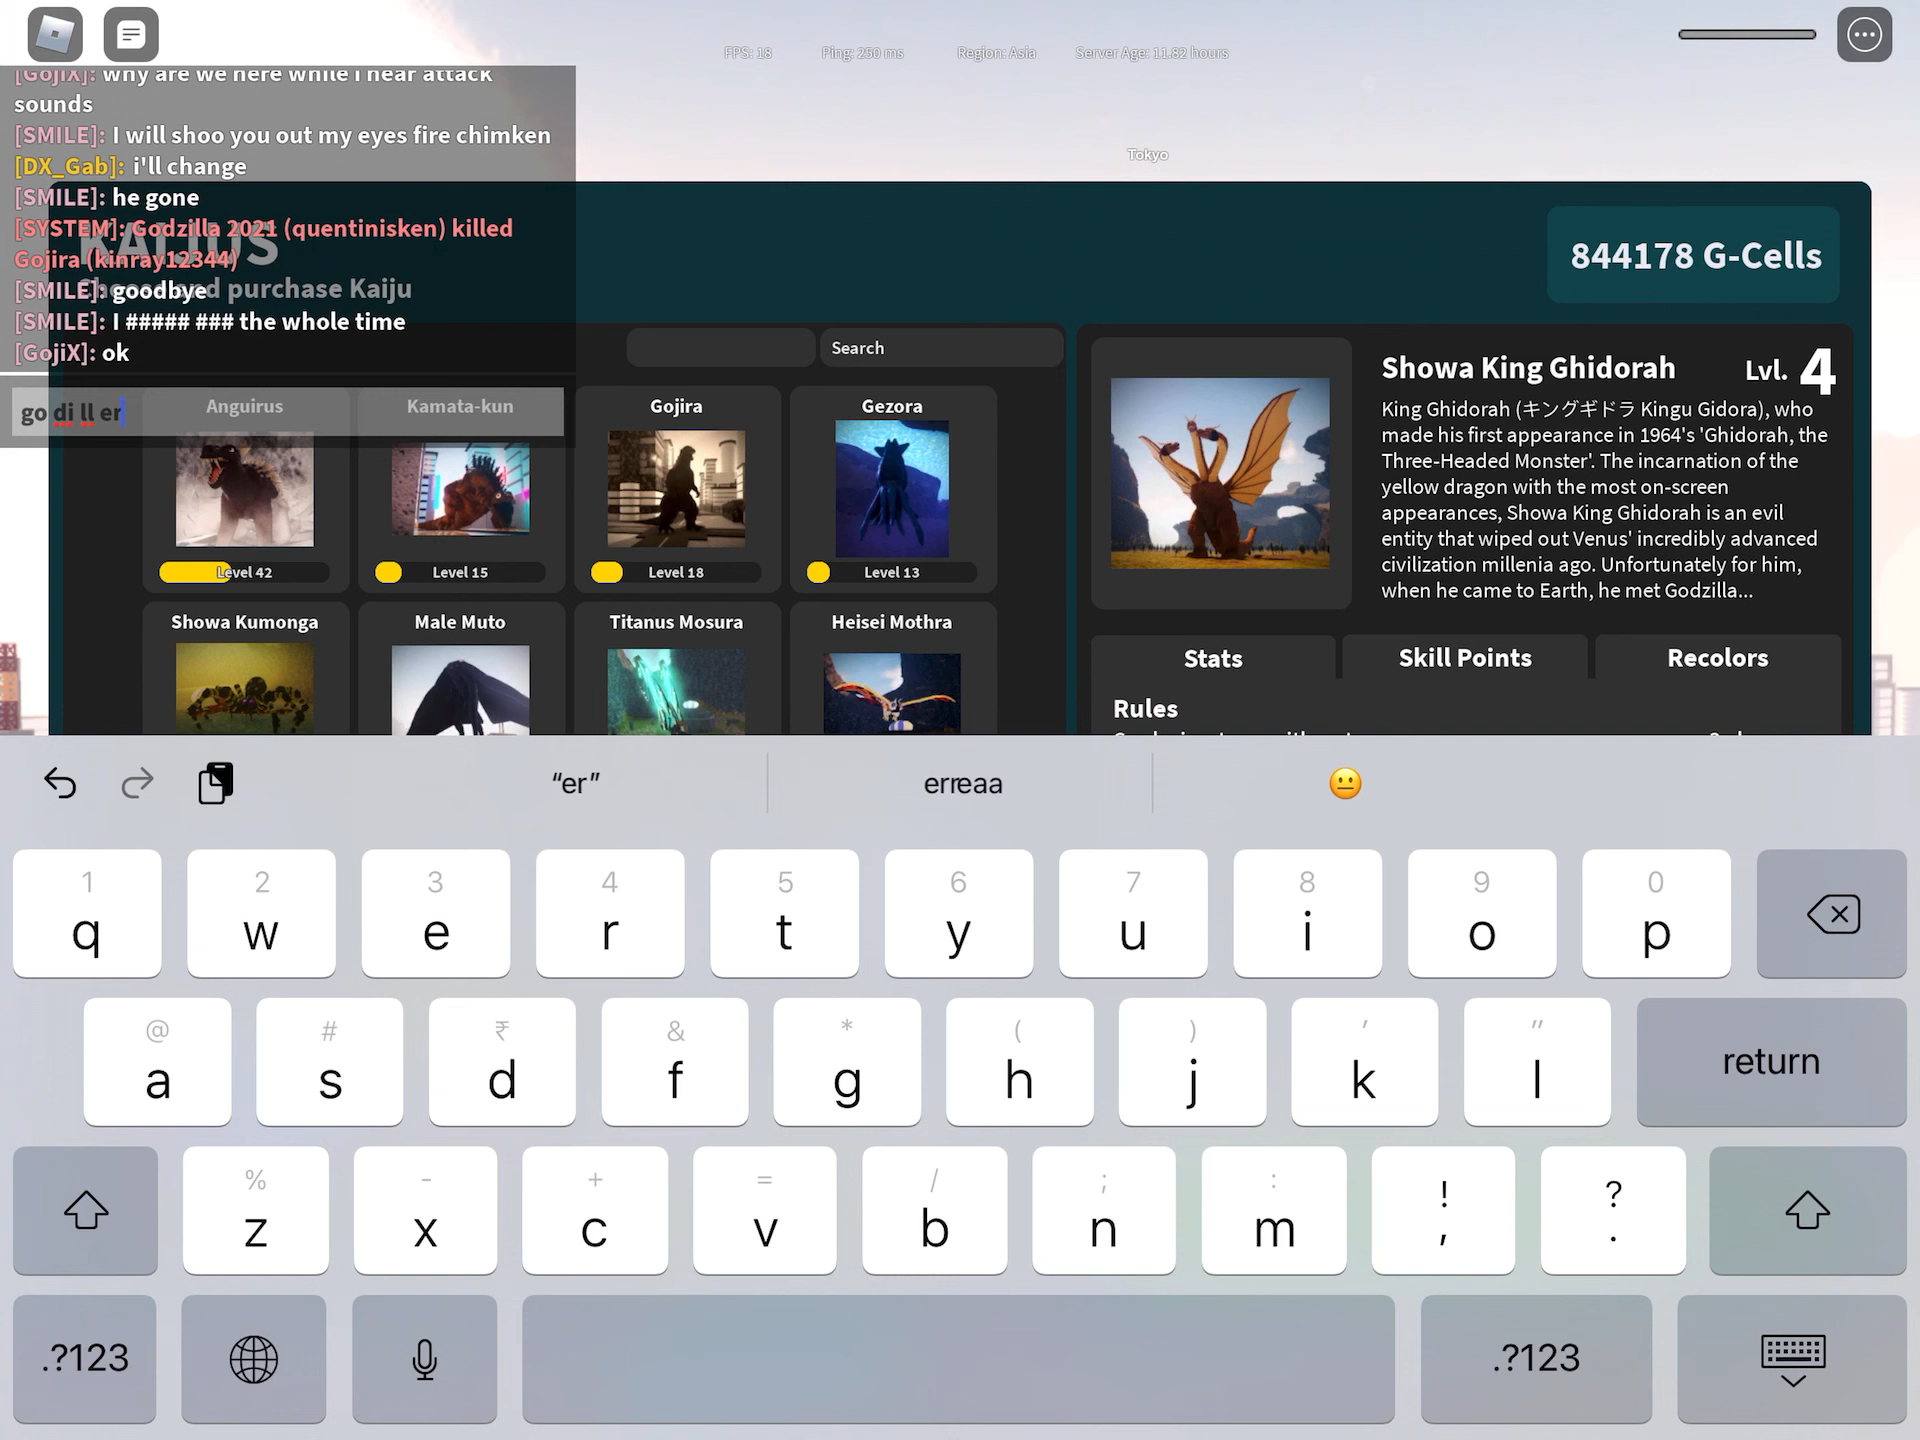 FPS: 18 Ping: 250 ms Region: Asia Server Age: 11.82 hours
[GojiX]: why are we here while i hear attack
sounds
[SMILE]: I will shoo you out my eyes fire chimken
[DX_Gab]: i'll change
[SMILE]: he gone
[SYSTEM]: Godzilla 2021 (quentinisken) killed
Gojira (kinray12344)
[SMILE]: goodbye
[SMILE]: I ##### ### the whole time
[GojiX]: ok
go di ll er
Tokyo
KAIJUS
and purchase Kaiju
844178 G-Cells
Search
Anguirus
Level 42
Kamata-kun
Level 15
Gojira
Level 18
Gezora
Level 13
Showa Kumonga
Male Muto
Titanus Mosura
Heisei Mothra
Showa King Ghidorah Lvl. 4
King Ghidorah (キングギドラ Kingu Gidora), who
made his first appearance in 1964's 'Ghidorah, the
Three-Headed Monster'. The incarnation of the
yellow dragon with the most on-screen
appearances, Showa King Ghidorah is an evil
entity that wiped out Venus' incredibly advanced
civilization millenia ago. Unfortunately for him,
when he came to Earth, he met Godzilla...
Stats Skill Points Recolors
Rules
“er” erreaa 😐
1 2 3 4 5 6 7 8 9 0
q w e r t y u i o p
@ # ₹ & * ( ) ' "
a s d f g h j k l return
% - + = / ; : ! ?
z x c v b n m , .
.?123 .?123